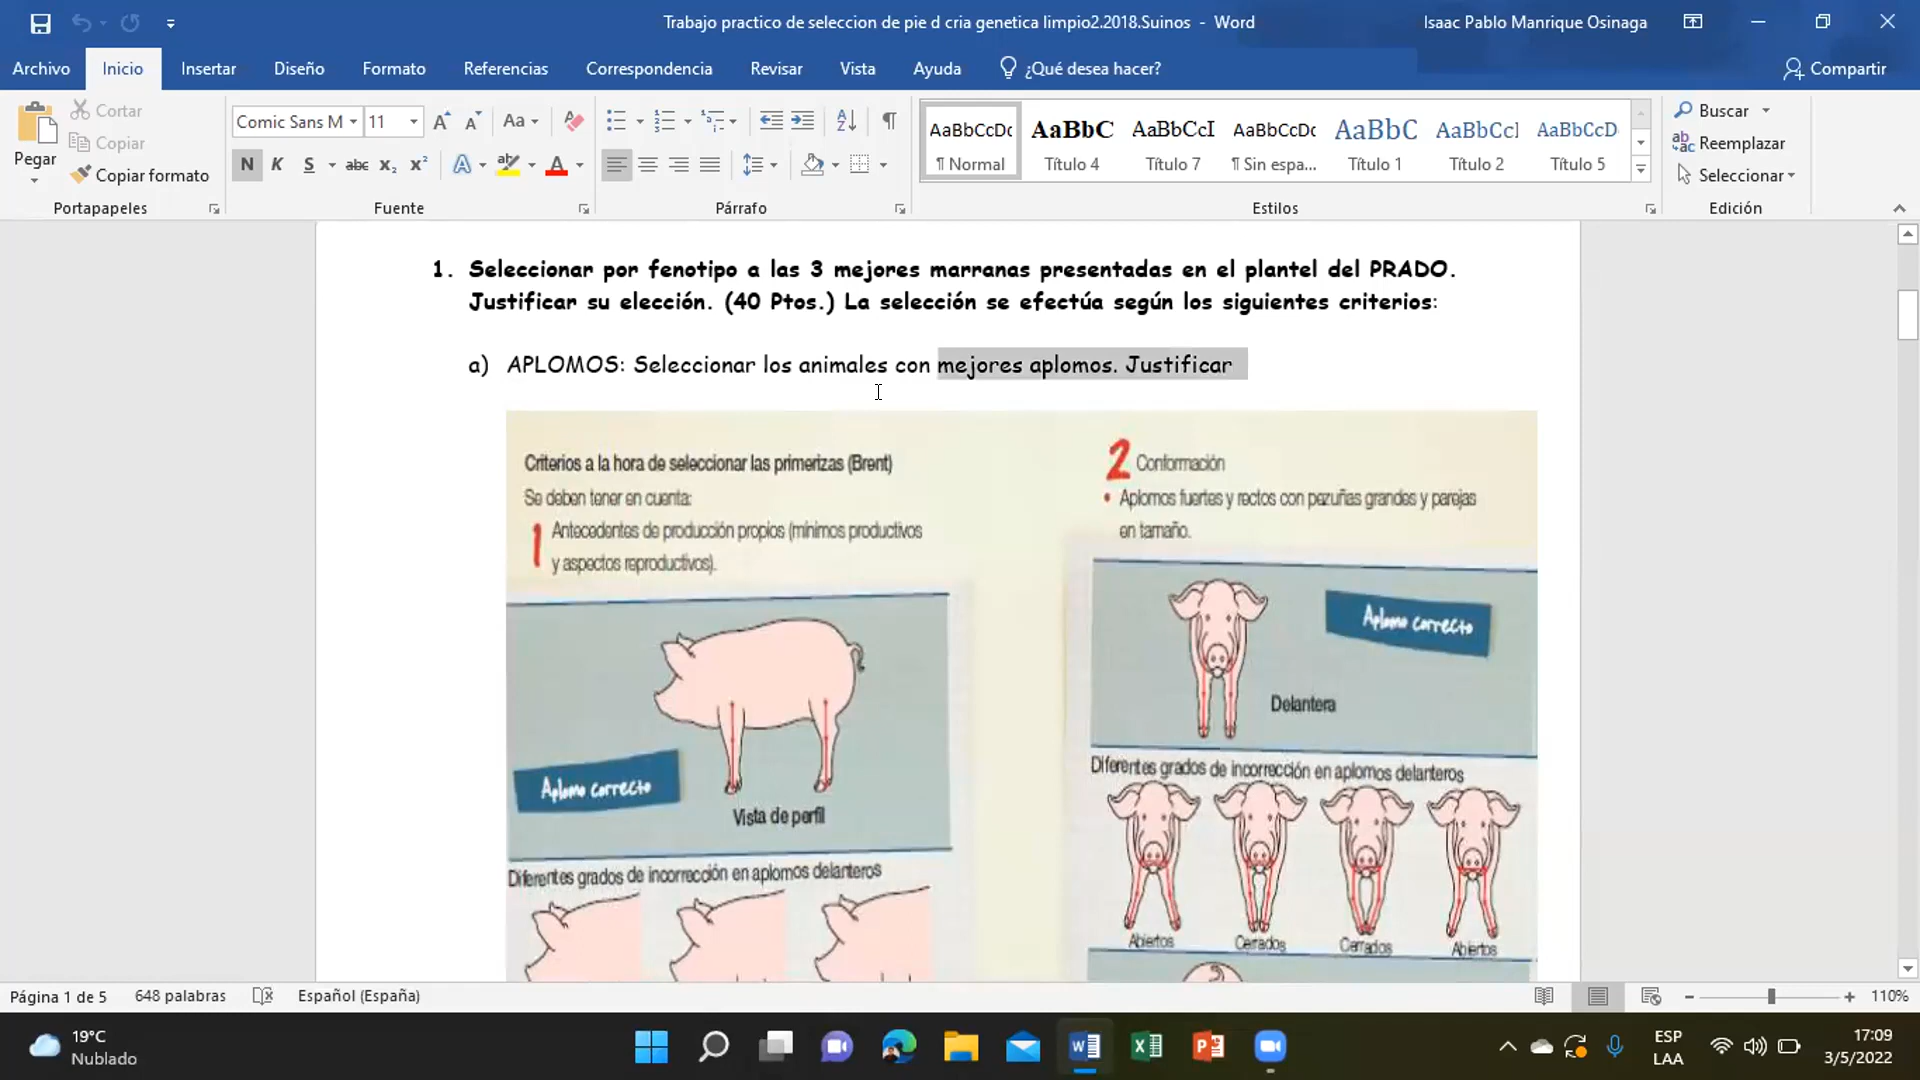 Trabajo practico de seleccion de pie d cria genetica limpio2.2018.Suinos - Word
Isaac Pablo Manrique Osinaga
Archivo Inicio Insertar Diseño Formato Referencias Correspondencia Revisar Vista Ayuda ¿Qué desea hacer? Compartir
Pegar
Cortar
Copiar
Copiar formato
Portapapeles
Comic Sans M 11
Aa
N K S abc x₂ x²
A A
Fuente
Párrafo
AaBbCcDc AaBbC AaBbCcI AaBbCcDc AaBbC AaBbCcI AaBbCcD
¶ Normal Título 4 Título 7 ¶ Sin espa... Título 1 Título 2 Título 5
Estilos
Buscar
Reemplazar
Seleccionar
Edición
1. Seleccionar por fenotipo a las 3 mejores marranas presentadas en el plantel del PRADO.
Justificar su elección. (40 Ptos.) La selección se efectúa según los siguientes criterios:
a) APLOMOS: Seleccionar los animales con mejores aplomos. Justificar
Criterios a la hora de seleccionar las primerizas (Brent)
Se deben tener en cuenta:
1 Antecedentes de producción propios (mínimos productivos
y aspectos reproductivos).
Aplomo correcto
Vista de perfil
Diferentes grados de incorrección en aplomos delanteros
2 Conformación
• Aplomos fuertes y rectos con pezuñas grandes y parejas
en tamaño.
Aplomo correcto
Delantera
Diferentes grados de incorrección en aplomos delanteros
Abiertos Cerrados Cerrados Abiertos
Página 1 de 5 648 palabras Español (España) 110%
19°C
Nublado
ESP
LAA
17:09
3/5/2022